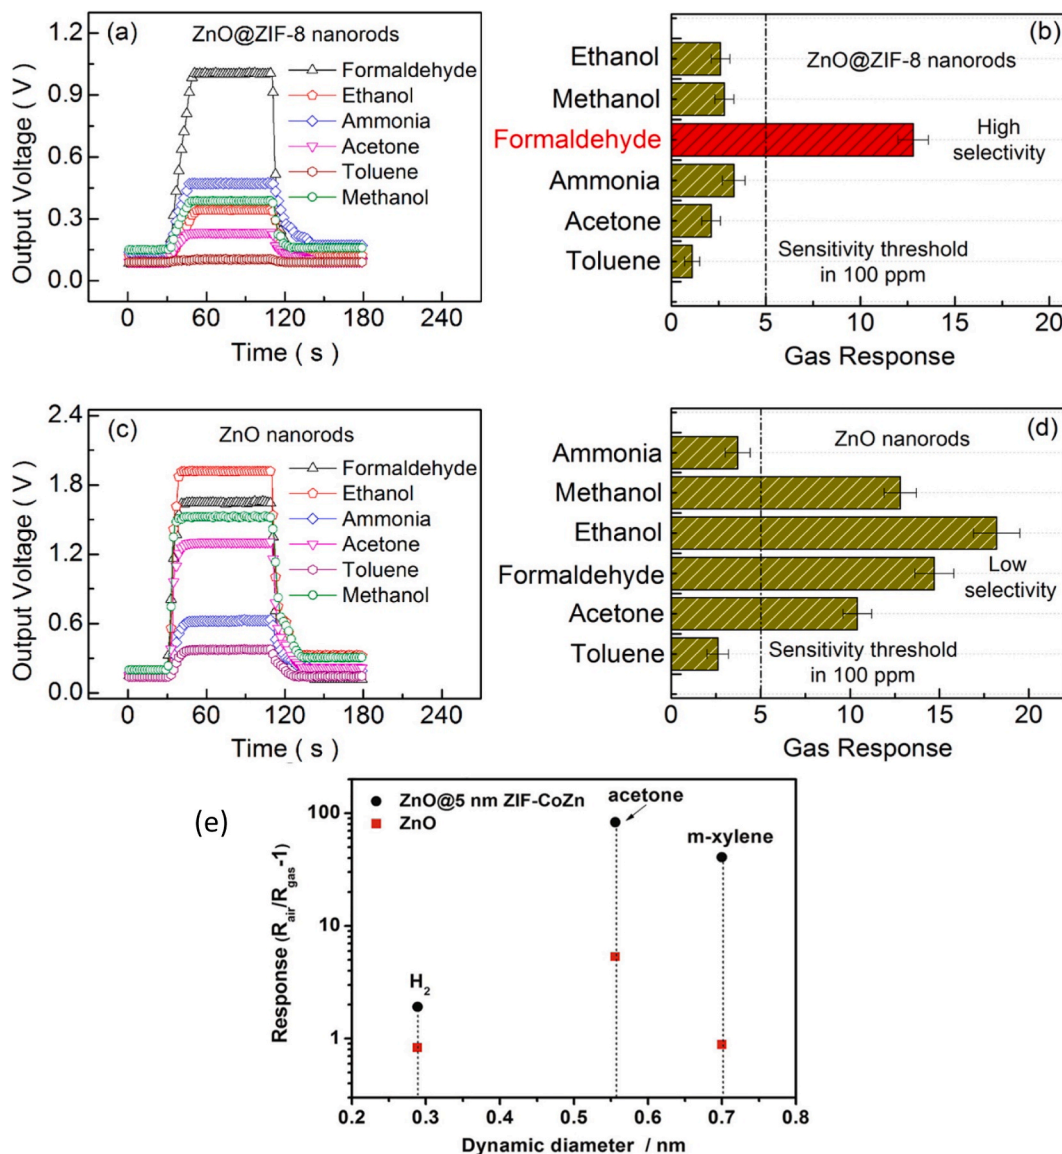 (a)
ZnO@ZIF-8 nanorods
Formaldehyde
Ethanol
Ammonia
Acetone
Toluene
Methanol
1.2
0.9
0.6
0.3
0.0
Output Voltage ( V )
0 60 120 180 240
Time ( s )
(b)
ZnO@ZIF-8 nanorods
Ethanol
Methanol
Formaldehyde
Ammonia
Acetone
Toluene
High
selectivity
Sensitivity threshold
in 100 ppm
0 5 10 15 20
Gas Response
(c)
ZnO nanorods
Formaldehyde
Ethanol
Ammonia
Acetone
Toluene
Methanol
2.4
1.8
1.2
0.6
0.0
Output Voltage ( V )
0 60 120 180 240
Time ( s )
(d)
ZnO nanorods
Ammonia
Methanol
Ethanol
Formaldehyde
Acetone
Toluene
Low
selectivity
Sensitivity threshold
in 100 ppm
0 5 10 15 20
Gas Response
(e)
ZnO@5 nm ZIF-CoZn
ZnO
acetone
m-xylene
H₂
100
10
1
Response (R_air/R_gas-1)
0.2 0.3 0.4 0.5 0.6 0.7 0.8
Dynamic diameter / nm